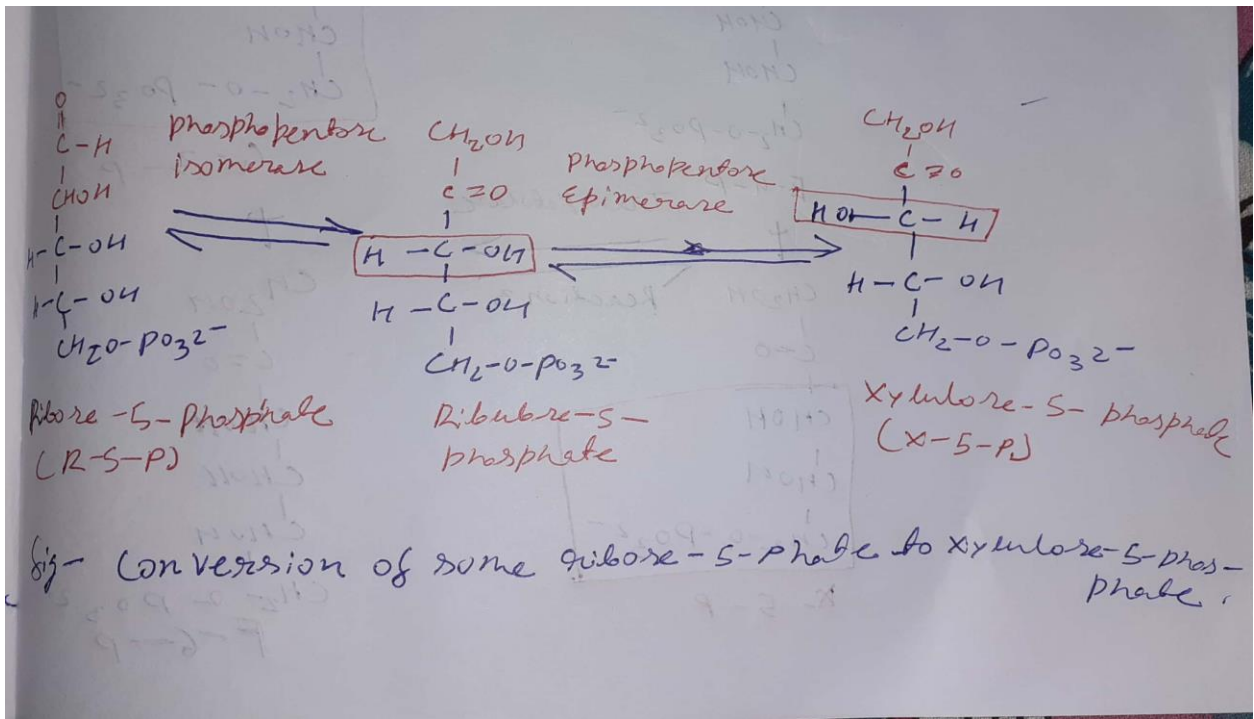 O
||
C-H
|
CHOH
|
H-C-OH
|
H-C-OH
|
CH2O-PO3 2-
phosphopentose
isomerase
CH2OH
|
C=O
|
H-C-OH
|
H-C-OH
|
CH2-O-PO3 2-
Phosphopentose
Epimerase
CH2OH
|
C=O
|
HO-C-H
|
H-C-OH
|
CH2-O-PO3 2-
Ribose-5-Phosphate
(R-5-P)
Ribulose-5-
phosphate
Xylulose-5-phosphate
(X-5-P)
fig- Conversion of some ribose-5-phate to xylulose-5-phos-
phate.